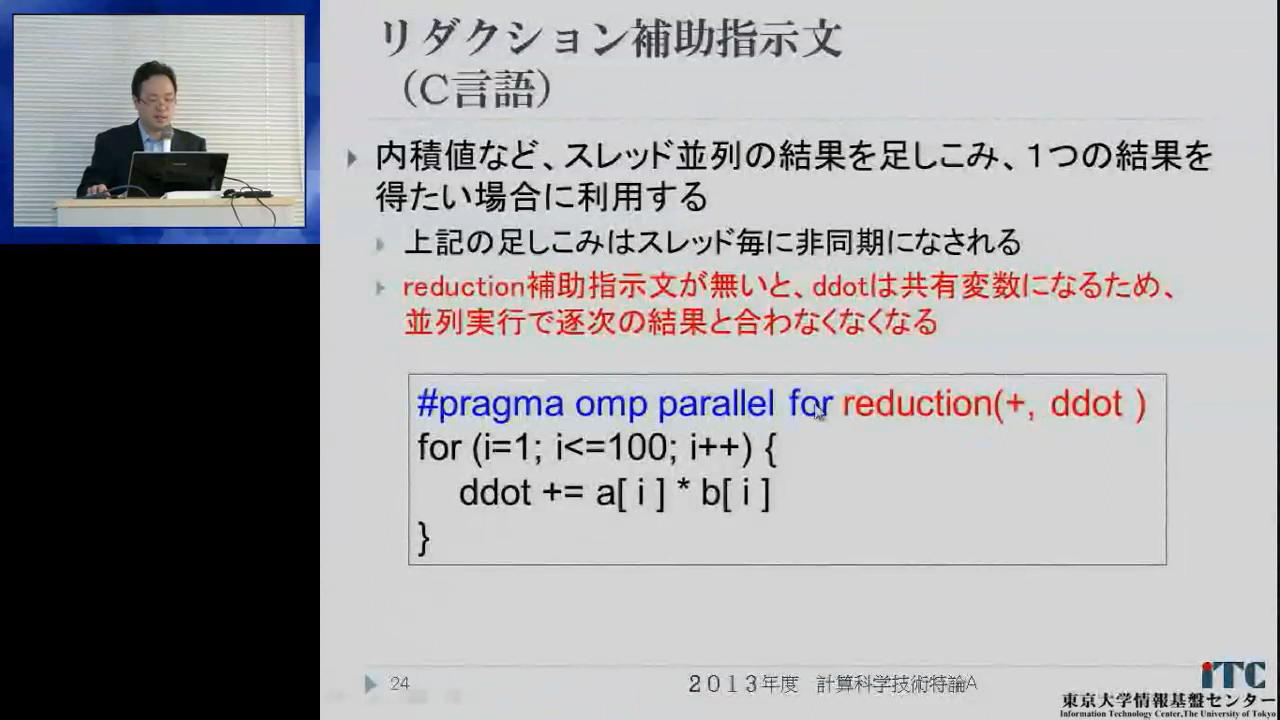 リダクション補助指示文
（C言語）
内積値など、スレッド並列の結果を足しこみ、１つの結果を
得たい場合に利用する
上記の足しこみはスレッド毎に非同期になされる
reduction補助指示文が無いと、ddotは共有変数になるため、
並列実行で逐次の結果と合わなくなくなる
#pragma omp parallel for reduction(+, ddot )
for (i=1; i<=100; i++) {
ddot += a[ i ] * b[ i ]
}
24
２０１３年度 計算科学技術特論A
iTC
東京大学情報基盤センター
Information Technology Center,The University of Tokyo